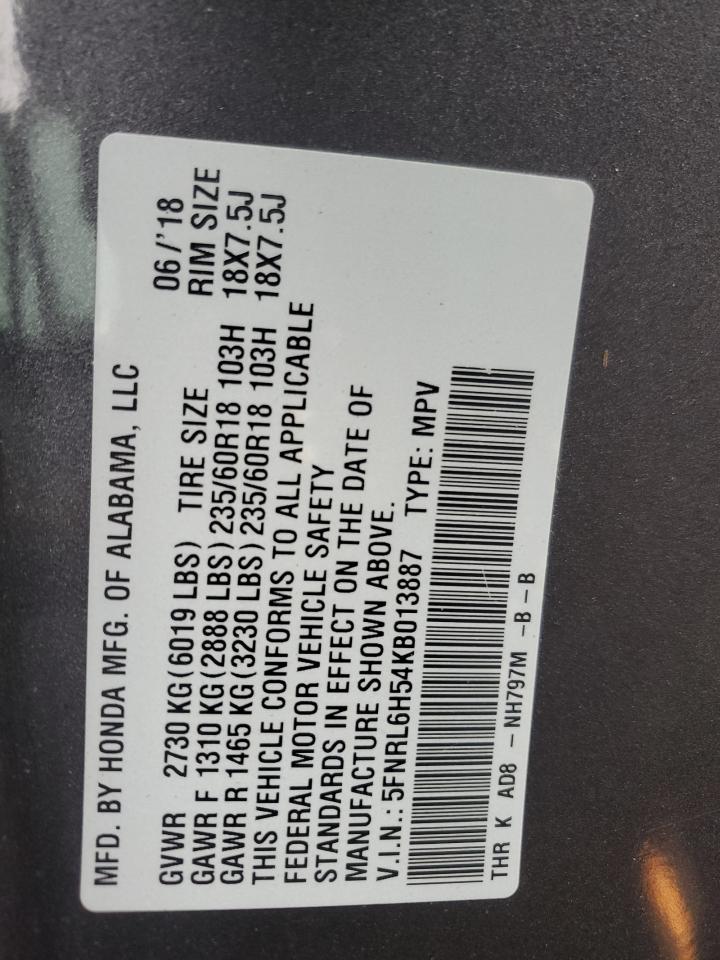 MFD. BY HONDA MFG. OF ALABAMA, LLC 06/'18
GVWR 2730 KG(6019 LBS) TIRE SIZE RIM SIZE
GAWR F 1310 KG(2888 LBS) 235/60R18 103H 18X7.5J
GAWR R 1465 KG(3230 LBS) 235/60R18 103H 18X7.5J
THIS VEHICLE CONFORMS TO ALL APPLICABLE
FEDERAL MOTOR VEHICLE SAFETY
STANDARDS IN EFFECT ON THE DATE OF
MANUFACTURE SHOWN ABOVE.
V.I.N.: 5FNRL6H54KB013887 TYPE: MPV
THR K AD8 - NH797M -B-B